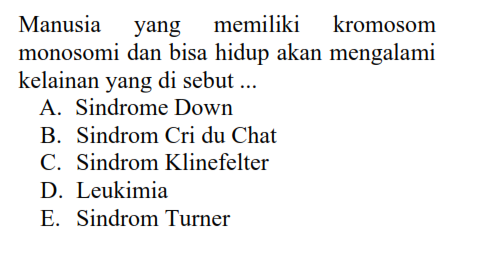 Manusia yang memiliki kromosom
monosomi dan bisa hidup akan mengalami
kelainan yang di sebut ...
A. Sindrome Down
B. Sindrom Cri du Chat
C. Sindrom Klinefelter
D. Leukimia
E. Sindrom Turner